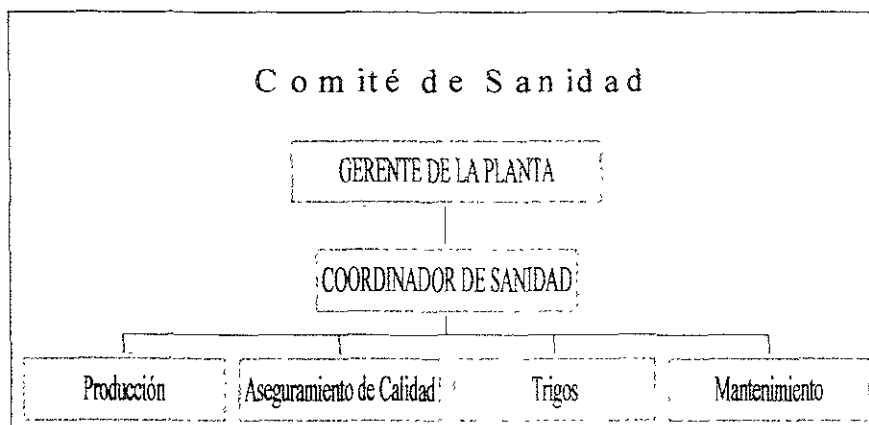 Comité de Sanidad
GERENTE DE LA PLANTA
COORDINADOR DE SANIDAD
Producción
Aseguramiento de Calidad
Trigos
Mantenimiento